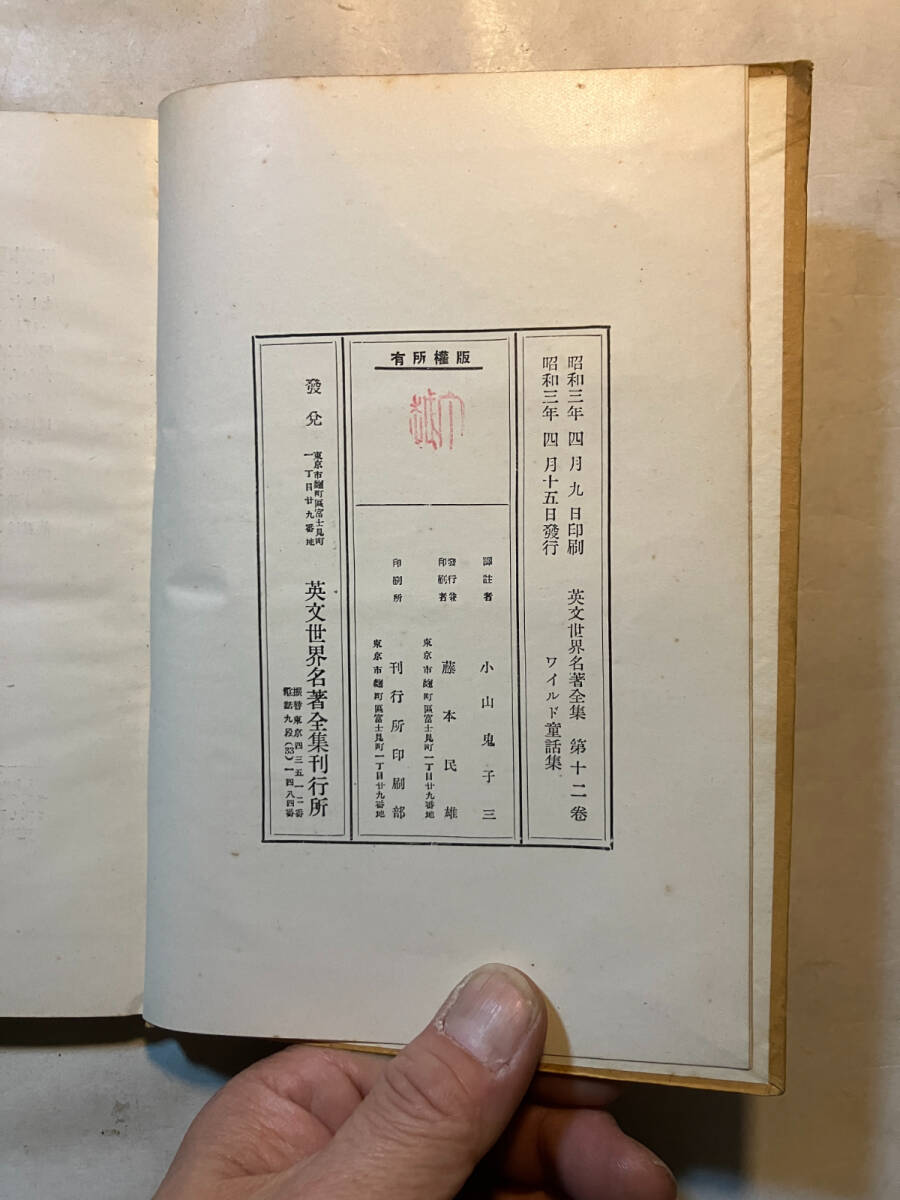 昭和三年四月九日印刷
昭和三年四月十五日發行
英文世界名著全集 第十二卷
ワイルド童話集
有所權版
譯註者 小山鬼子三
發行兼
印刷者
東京市麹町區富士見町一丁目廿九番地
藤本民雄
印刷所
東京市麹町區富士見町一丁目廿九番地
刊行所印刷部
發兌
東京市麹町區富士見町
一丁目廿九番地
英文世界名著全集刊行所
振替東京四三五一二番
電話九段(33)一四八四番